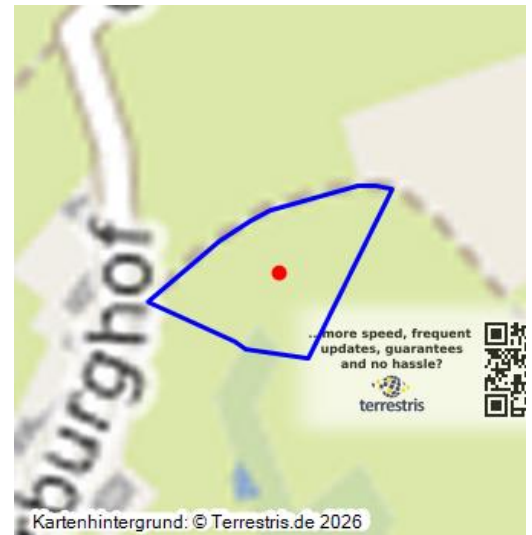 burghof
...more speed, frequent
updates, guarantees
and no hassle?
terrestris
Kartenhintergrund: © Terrestris.de 2026